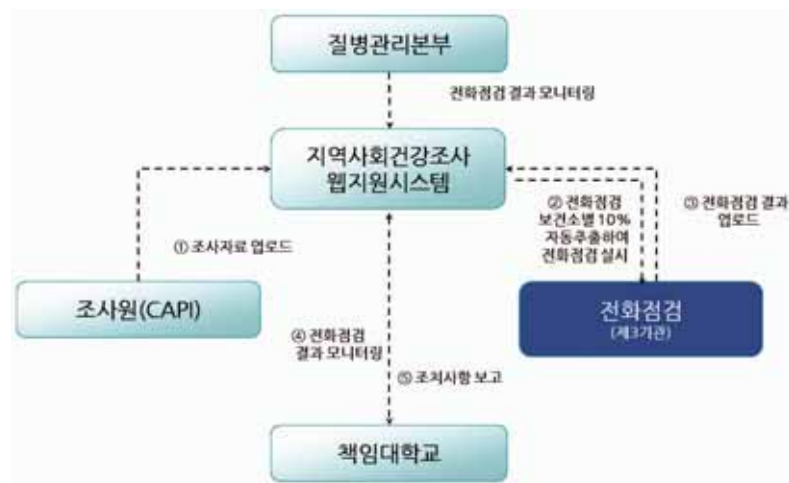 질병관리본부
전화점검 결과 모니터링
지역사회건강조사
웹지원시스템
② 전화점검
보건소별 10%
자동추출하여
전화점검 실시
③ 전화점검 결과
업로드
① 조사자료 업로드
조사원(CAPI)
전화점검
(제3기관)
④ 전화점검
결과 모니터링
⑤ 조치사항 보고
책임대학교